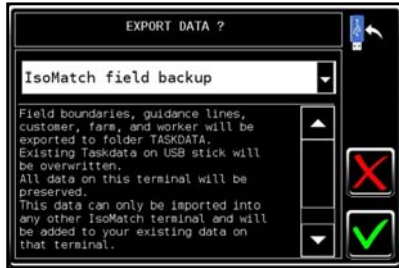 EXPORT DATA ?
IsoMatch field backup
Field boundaries, guidance lines,
customer, farm, and worker will be
exported to folder TASKDATA.
Existing Taskdata on USB stick will
be overwritten.
All data on this terminal will be
preserved.
This data can only be imported into
any other IsoMatch terminal and will
be added to your existing data on
that terminal.